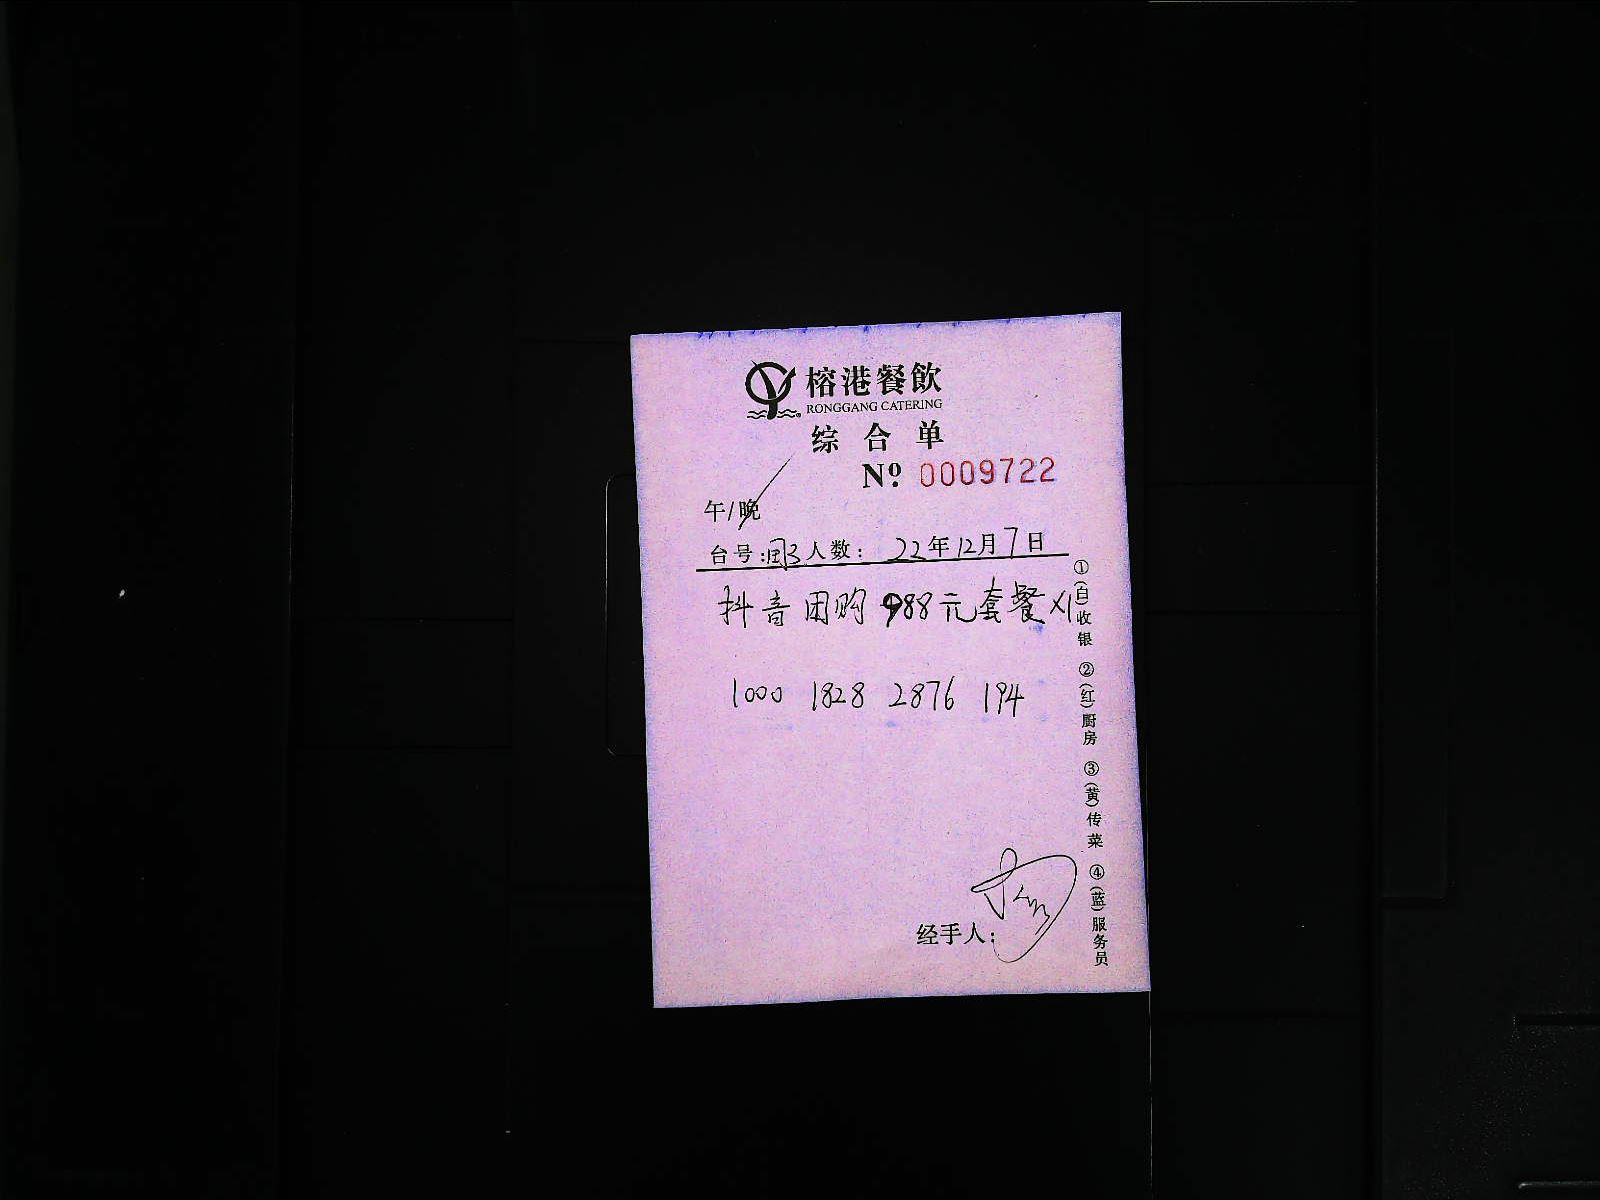 榕港餐飲
RONGGANG CATERING
综合单
Nº 0009722
午/晚
台号: 人数: 22年12月7日
抖音团购 988元套餐X1
1000 1828 2876 194
经手人:
①(白)收银 ②(红)厨房 ③(黄)传菜 ④(蓝)服务员